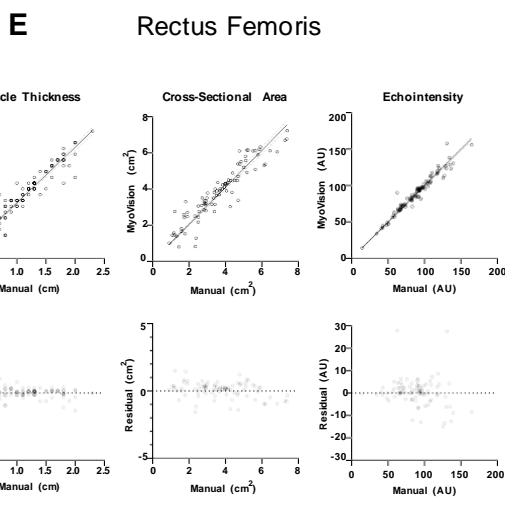 E Rectus Femoris
cle Thickness Cross-Sectional Area Echointensity
MyoVision (cm2)
8
6
4
2
0
MyoVision (AU)
200
150
100
50
0
1.0 1.5 2.0 2.5
0 2 4 6 8
0 50 100 150 200
Manual (cm)
Manual (cm2)
Manual (AU)
Residual (cm2)
5
0
-5
Residual (AU)
30
20
10
0
-10
-20
-30
1.0 1.5 2.0 2.5
0 2 4 6 8
0 50 100 150 200
Manual (cm)
Manual (cm2)
Manual (AU)